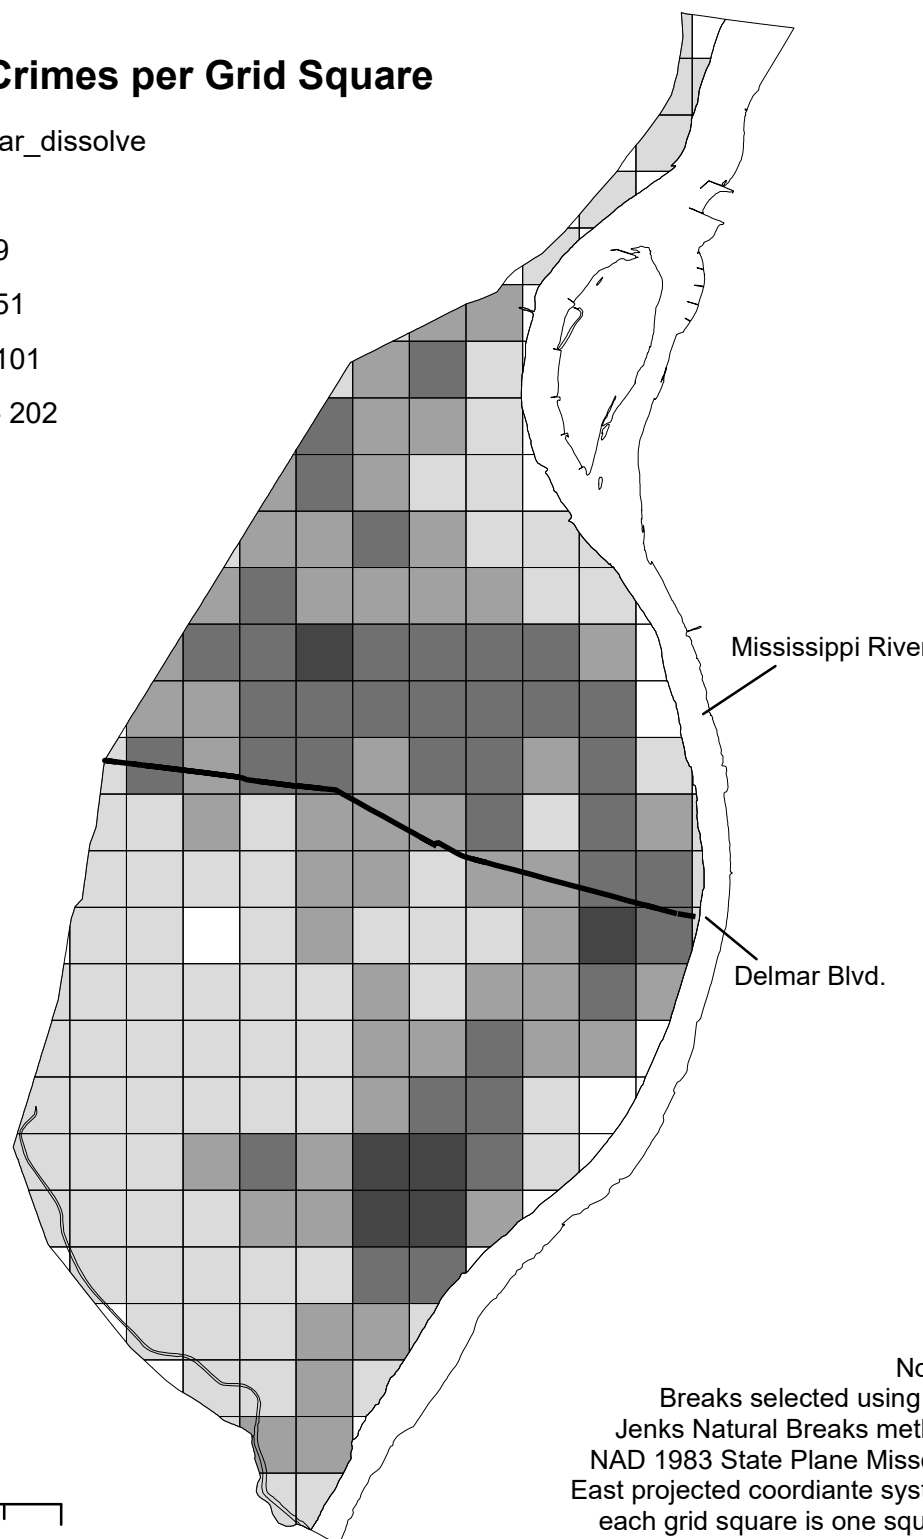 Crimes per Grid Square
ar_dissolve
9
51
101
202
Mississippi River
Delmar Blvd.
No
Breaks selected using
Jenks Natural Breaks meth
NAD 1983 State Plane Misso
East projected coordiante syst
each grid square is one squ